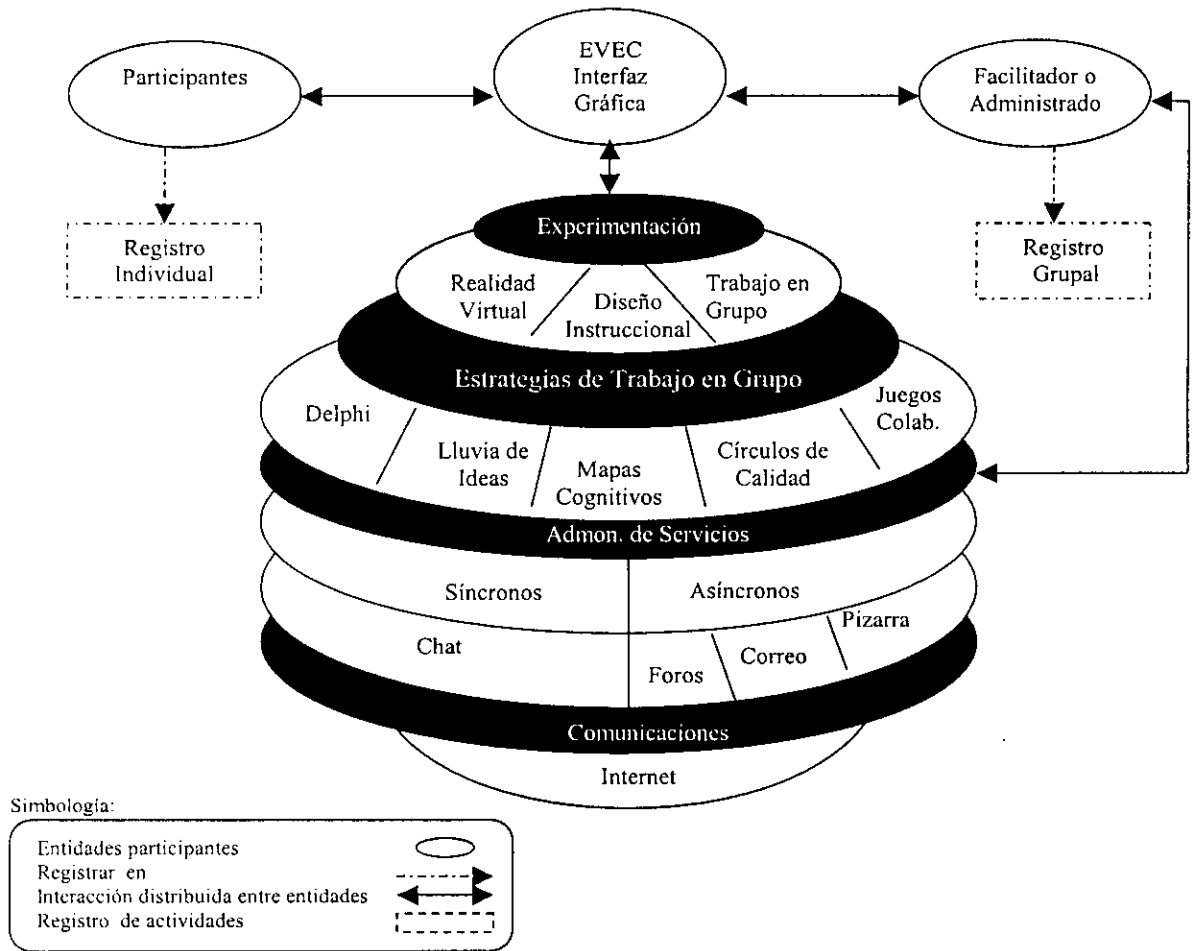 Participantes
EVEC
Interfaz
Gráfica
Facilitador o
Administrado
Registro
Individual
Registro
Grupal
Experimentación
Realidad
Virtual
Diseño
Instruccional
Trabajo en
Grupo
Estrategias de Trabajo en Grupo
Delphi
Lluvia de
Ideas
Mapas
Cognitivos
Círculos de
Calidad
Juegos
Colab.
Admon. de Servicios
Síncronos
Asíncronos
Chat
Foros
Correo
Pizarra
Comunicaciones
Internet
Simbología:
Entidades participantes
Registrar en
Interacción distribuida entre entidades
Registro de actividades